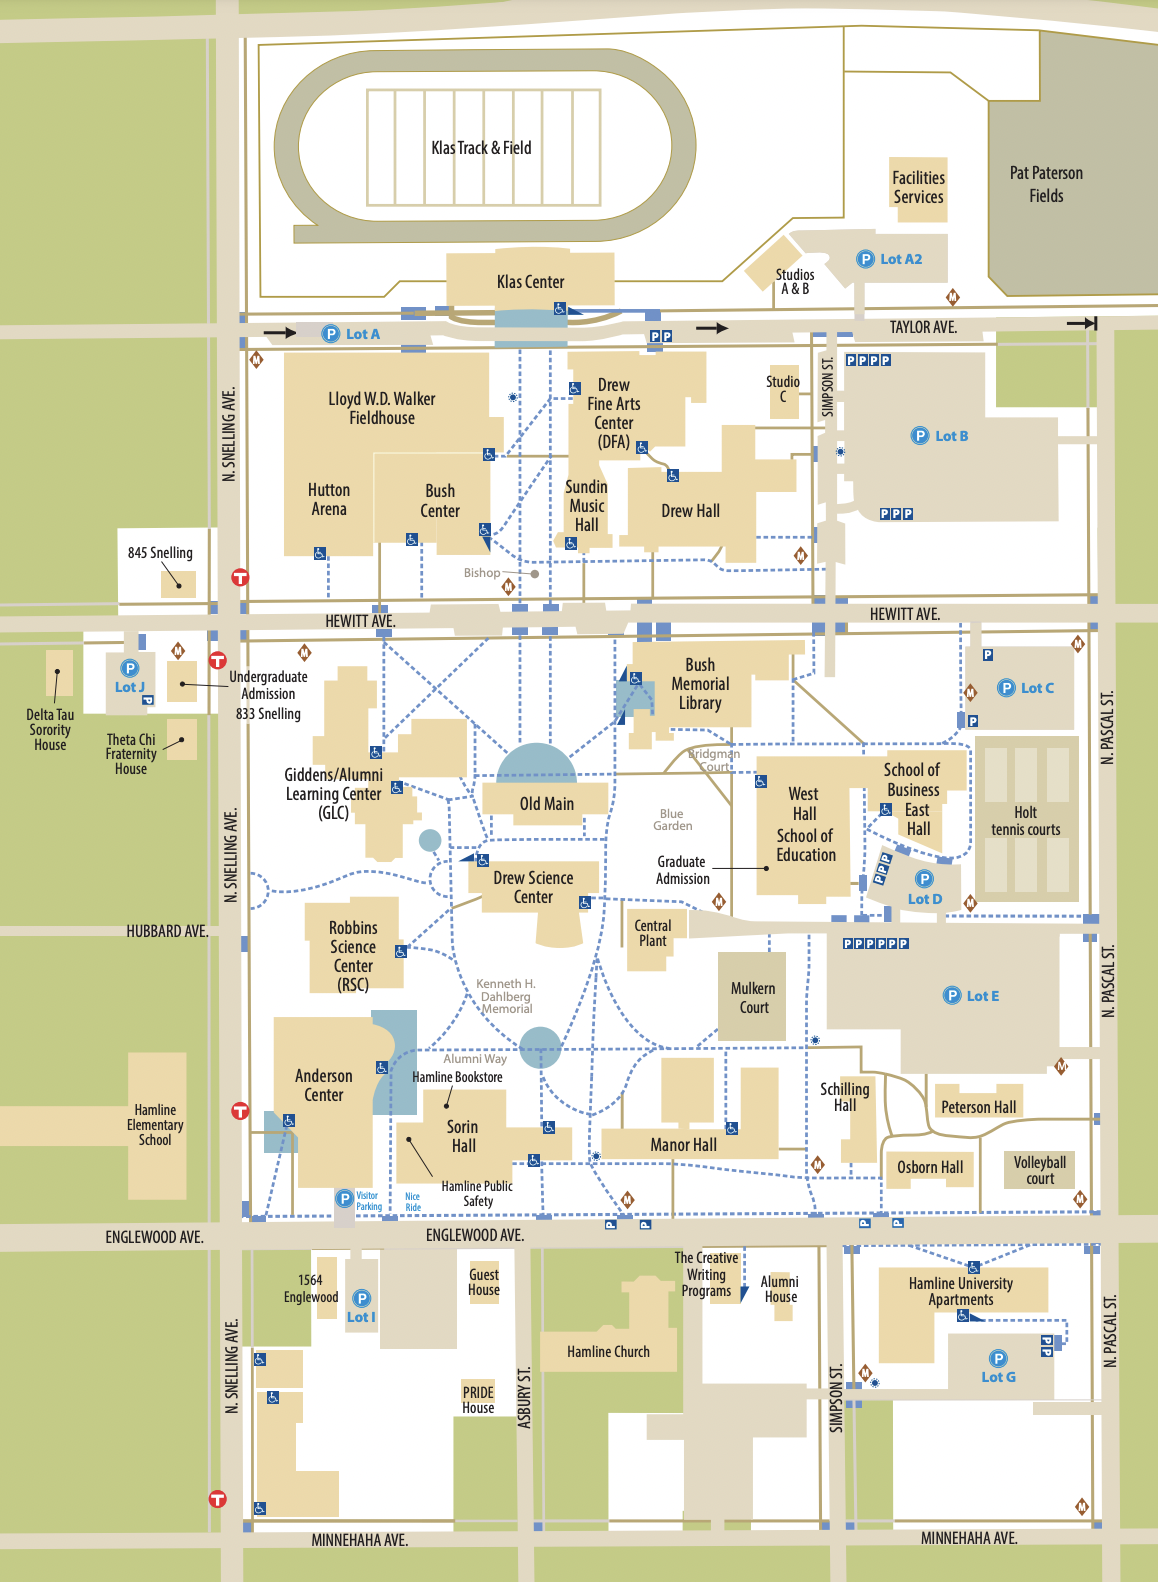 Klas Track & Field
Facilities
Services
Pat Paterson
Fields
P Lot A2
Studios
A & B
Klas Center
M
P Lot A
P P
TAYLOR AVE.
M
N. SNELLING AVE.
Lloyd W.D. Walker
Fieldhouse
Drew
Fine Arts
Center
(DFA)
Studio
C
SIMPSON ST.
P P P P
P Lot B
Hutton
Arena
Bush
Center
Sundin
Music
Hall
Drew Hall
P P P
845 Snelling
T
Bishop
M
M
HEWITT AVE.
HEWITT AVE.
P
Lot J
P
M
T
M
Undergraduate
Admission
833 Snelling
Delta Tau
Sorority
House
Theta Chi
Fraternity
House
Bush
Memorial
Library
P
M
P Lot C
M
P
N. PASCAL ST.
Giddens/Alumni
Learning Center
(GLC)
Old Main
Bridgman
Court
Blue
Garden
West
Hall
School of
Education
School of
Business
East
Hall
Holt
tennis courts
Graduate
Admission
P P P
P
Lot D
N. SNELLING AVE.
Drew Science
Center
M
M
HUBBARD AVE.
Robbins
Science
Center
(RSC)
Central
Plant
P P P P P P
N. PASCAL ST.
Kenneth H.
Dahlberg
Memorial
Mulkern
Court
P Lot E
Alumni Way
M
Hamline Bookstore
Anderson
Center
Hamline
Elementary
School
T
Sorin
Hall
Manor Hall
Schilling
Hall
Peterson Hall
Osborn Hall
Volleyball
court
M
Hamline Public
Safety
P Visitor
Parking
Nice
Ride
M
M
P P
P P
ENGLEWOOD AVE.
ENGLEWOOD AVE.
1564
Englewood
P
Lot I
Guest
House
The Creative
Writing
Programs
Alumni
House
Hamline University
Apartments
N. SNELLING AVE.
N. PASCAL ST.
Hamline Church
P
P
P
Lot G
M
PRIDE
House
ASBURY ST.
SIMPSON ST.
T
M
MINNEHAHA AVE.
MINNEHAHA AVE.